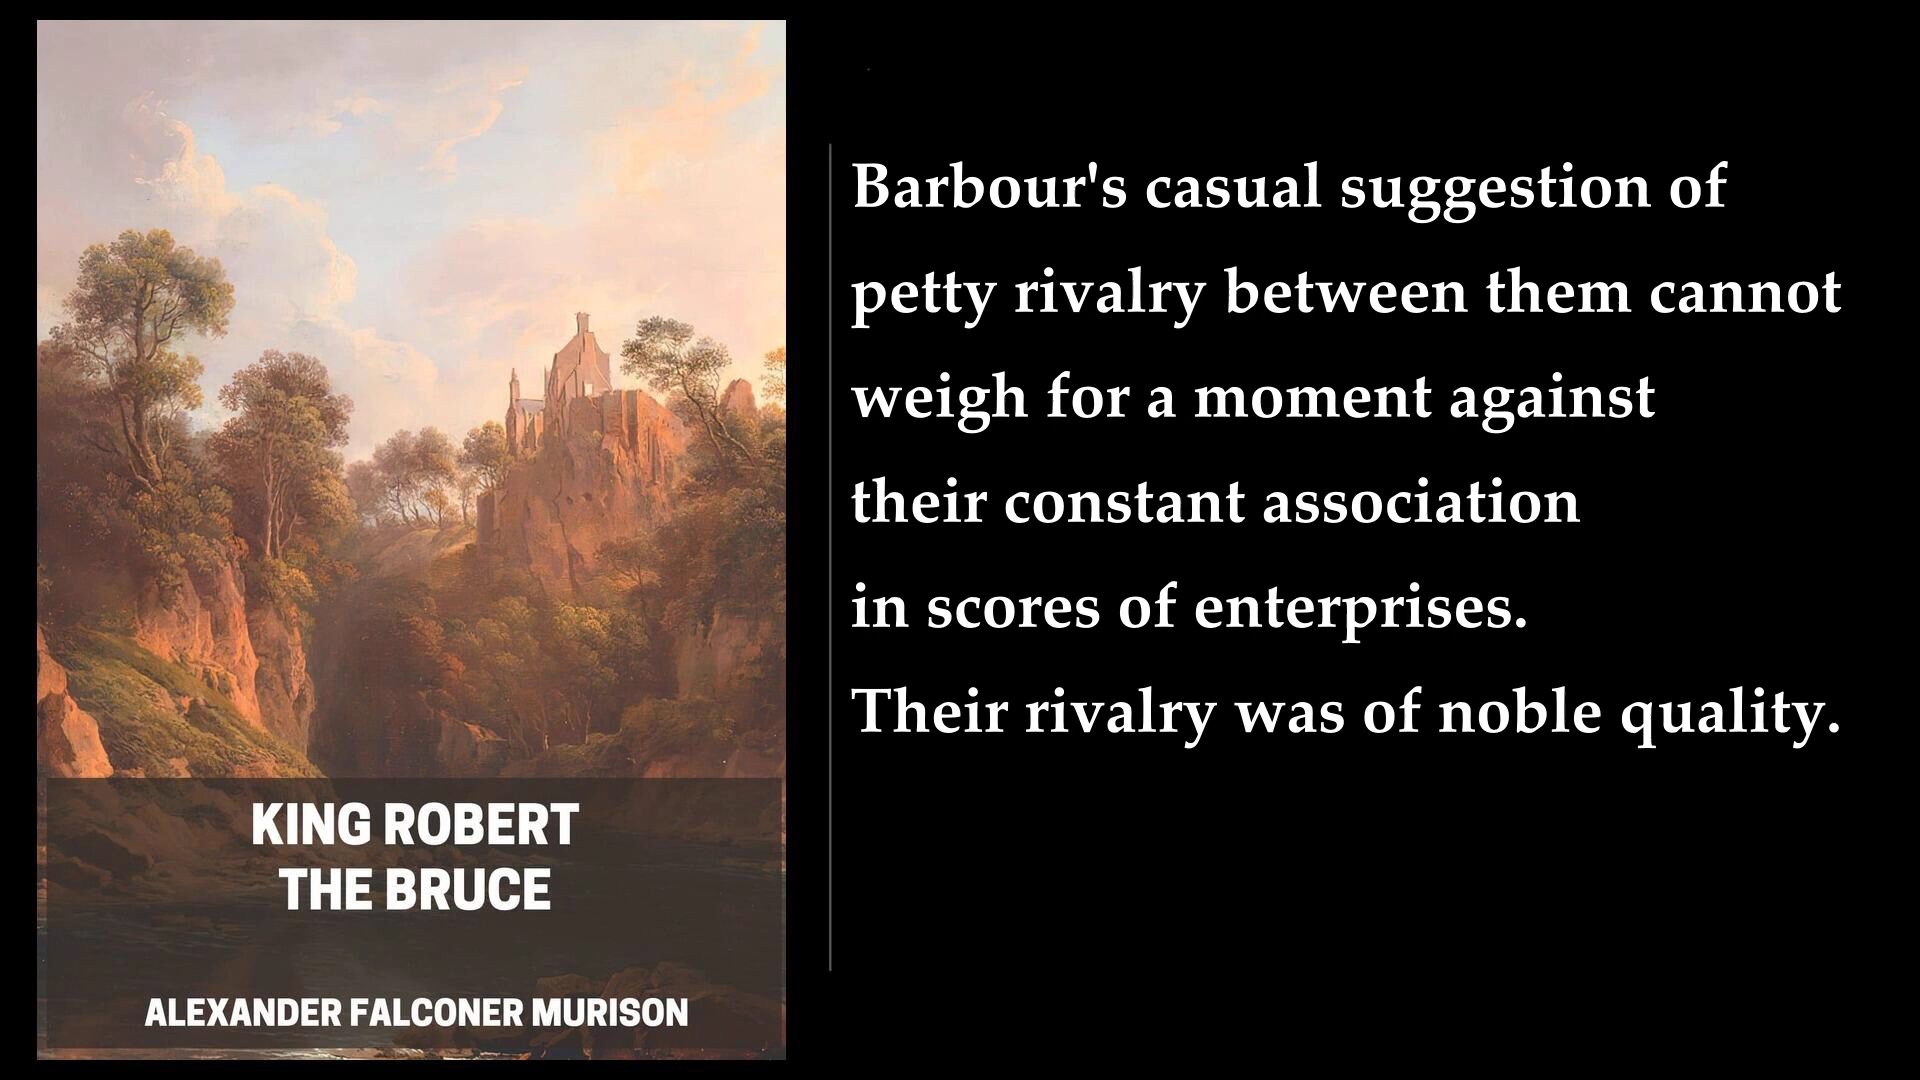 Barbour's casual suggestion of
petty rivalry between them cannot
weigh for a moment against
their constant association
in scores of enterprises.
Their rivalry was of noble quality.
KING ROBERT
THE BRUCE
ALEXANDER FALCONER MURISON